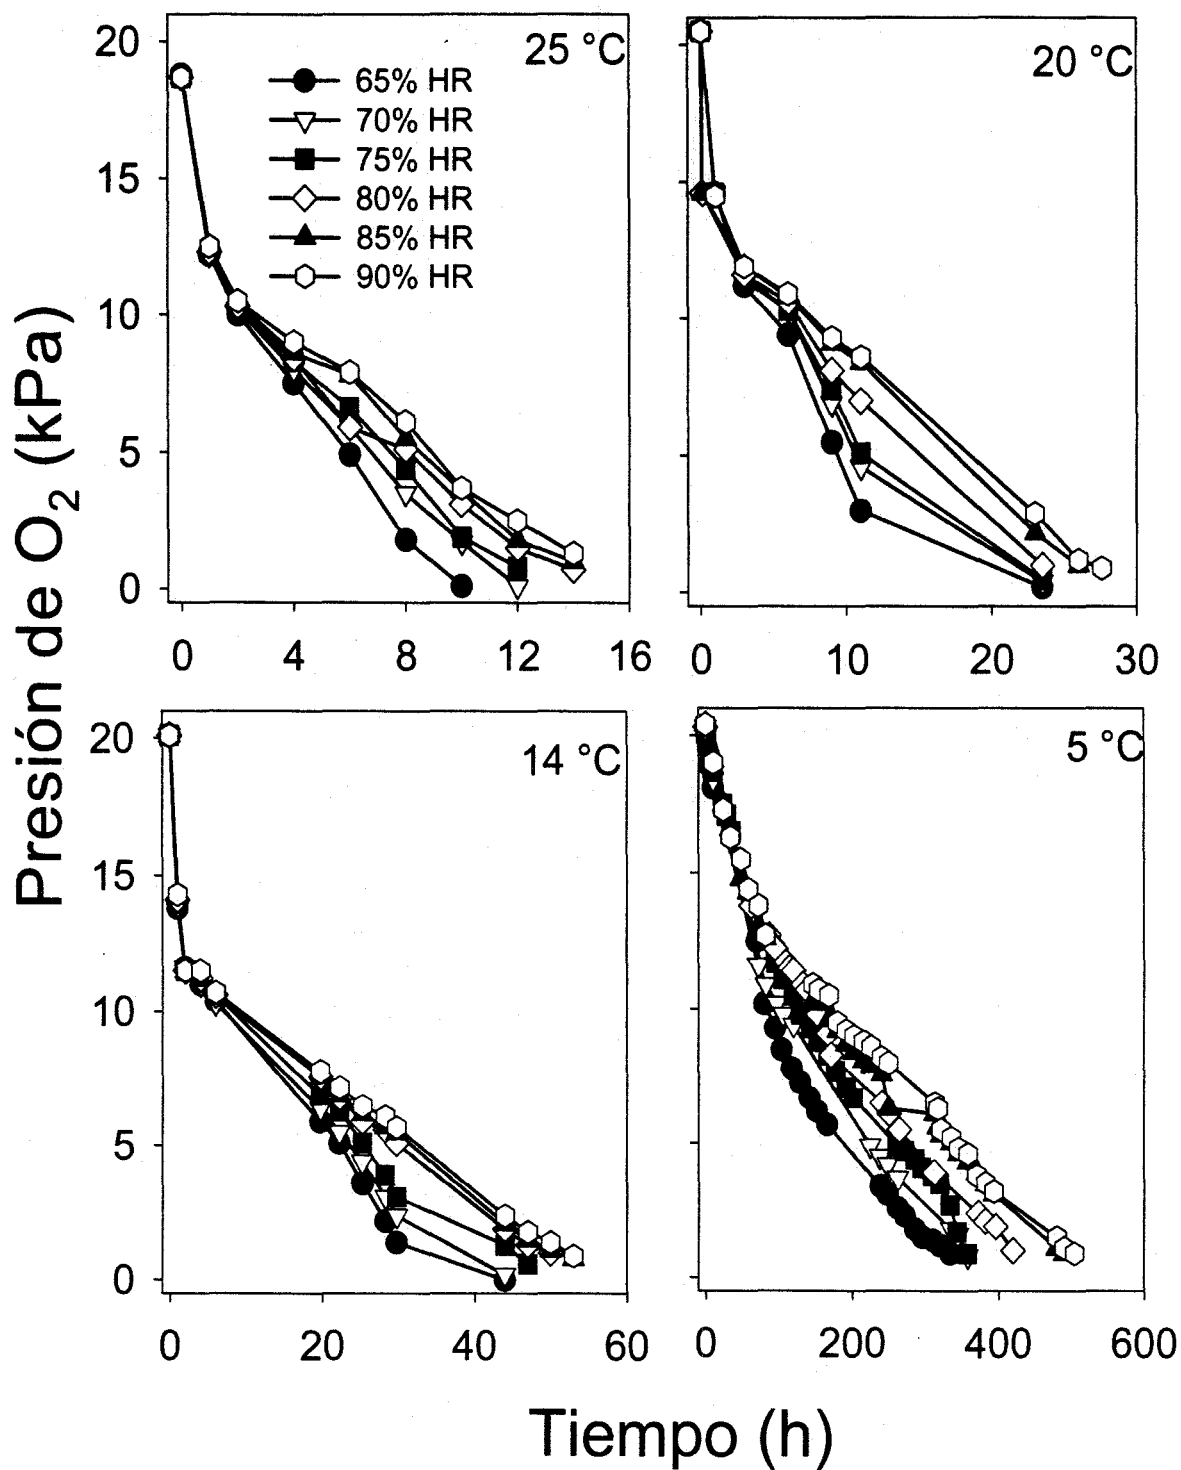 Presión de O₂ (kPa)
25 °C
65% HR
70% HR
75% HR
80% HR
85% HR
90% HR
20
15
10
5
0
0 4 8 12 16
20 °C
0 10 20 30
14 °C
20
15
10
5
0
0 20 40 60
5 °C
0 200 400 600
Tiempo (h)